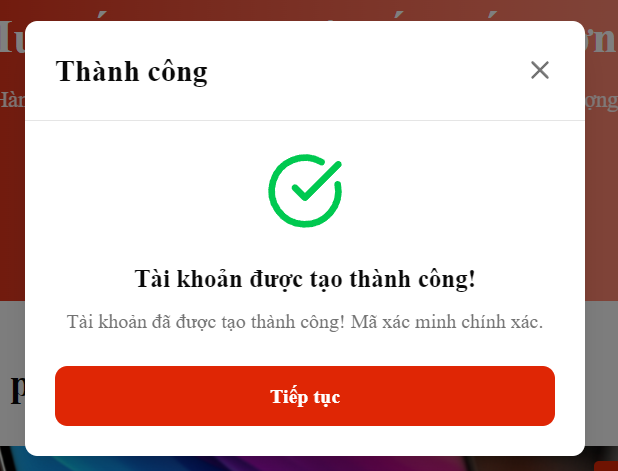 Thành công
Tài khoản được tạo thành công!
Tài khoản đã được tạo thành công! Mã xác minh chính xác.
Tiếp tục